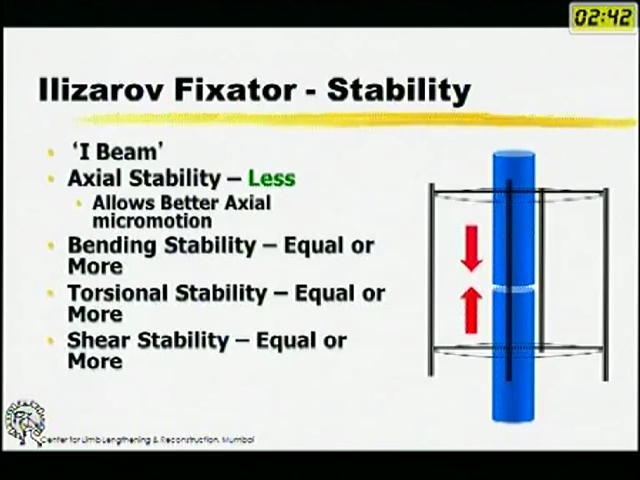 02:42
Ilizarov Fixator - Stability
• 'I Beam'
• Axial Stability – Less
• Allows Better Axial
micromotion
• Bending Stability – Equal or
More
• Torsional Stability – Equal or
More
• Shear Stability – Equal or
More
Center for Limb Lengthening & Reconstruction, Mumbai